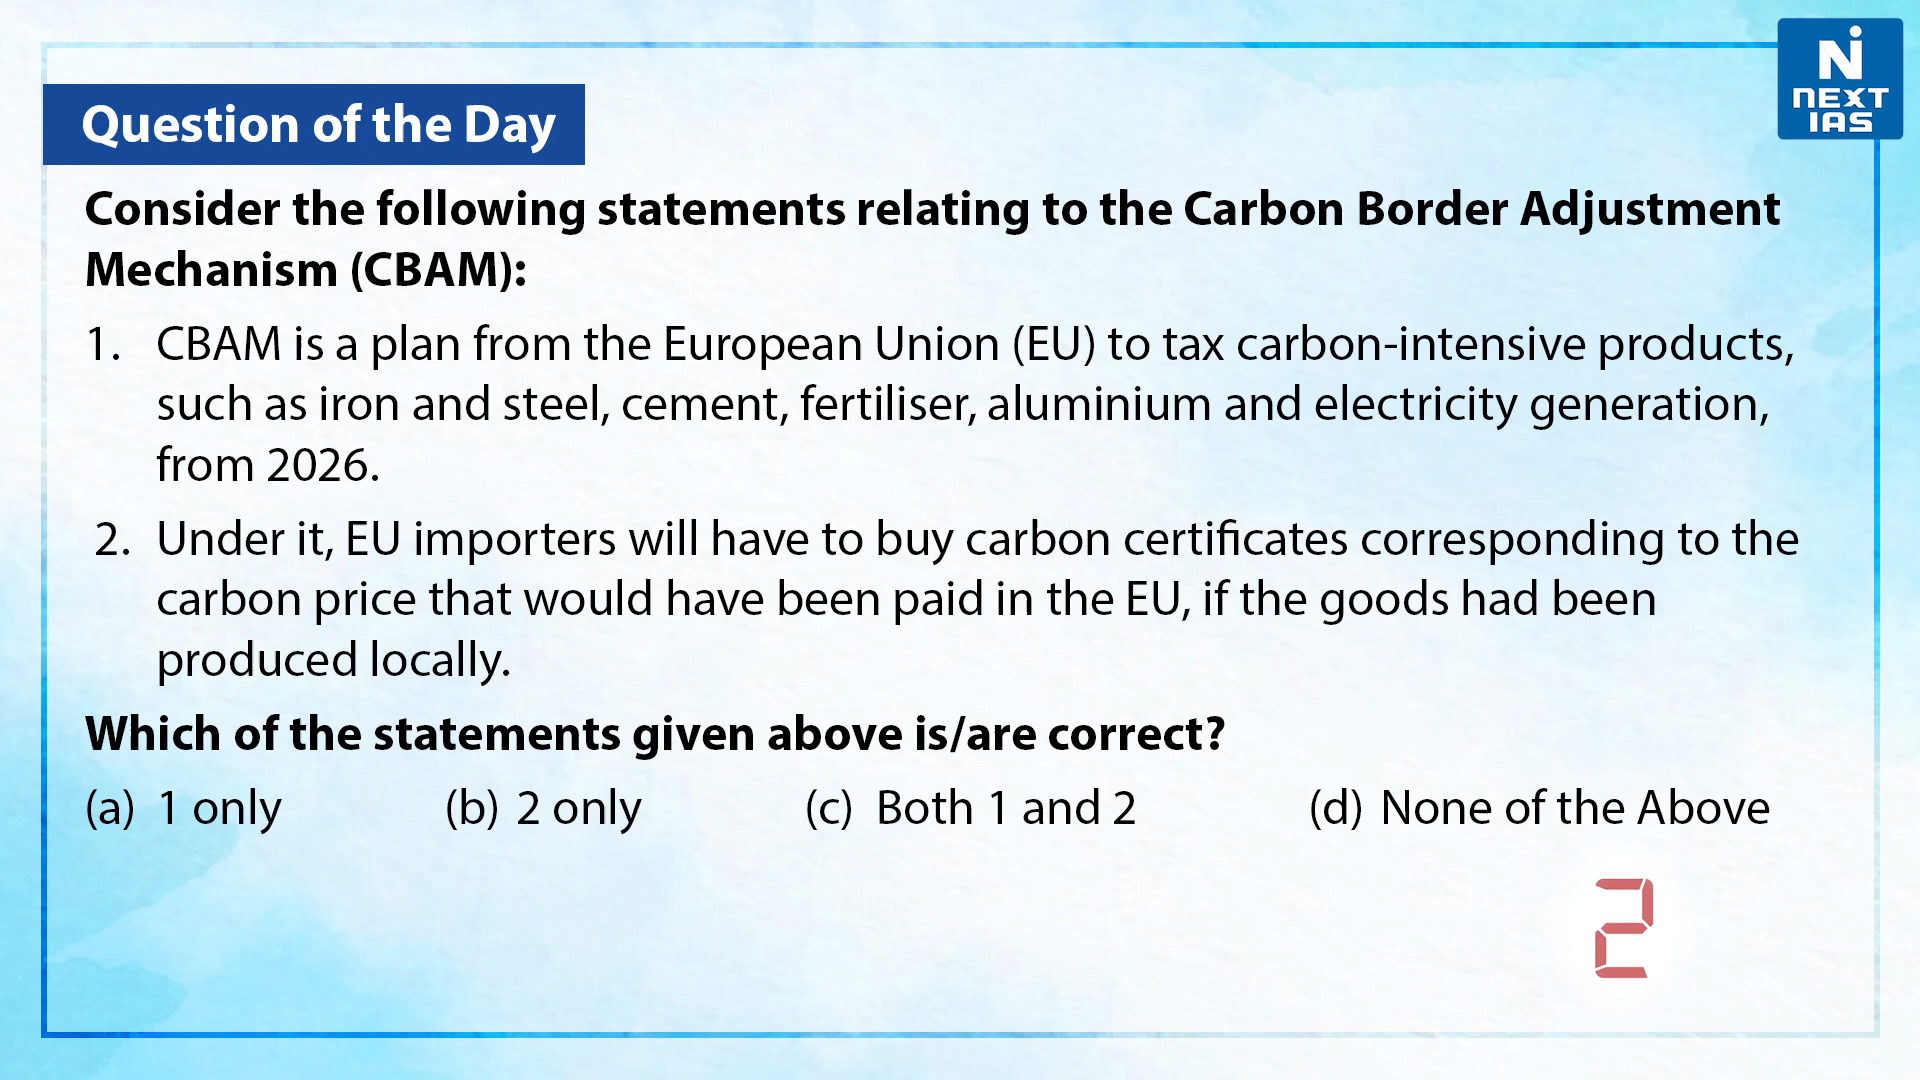 NEXT
IAS
Question of the Day
Consider the following statements relating to the Carbon Border Adjustment
Mechanism (CBAM):
1. CBAM is a plan from the European Union (EU) to tax carbon-intensive products,
such as iron and steel, cement, fertiliser, aluminium and electricity generation,
from 2026.
2. Under it, EU importers will have to buy carbon certificates corresponding to the
carbon price that would have been paid in the EU, if the goods had been
produced locally.
Which of the statements given above is/are correct?
(a) 1 only (b) 2 only (c) Both 1 and 2 (d) None of the Above
2